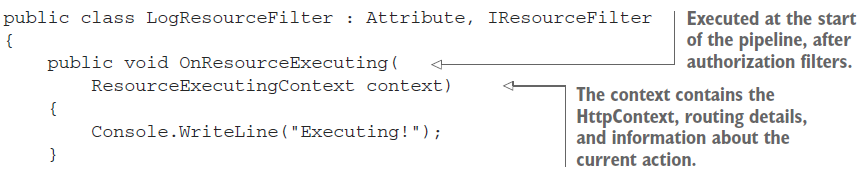 public class LogResourceFilter : Attribute, IResourceFilter
{
public void OnResourceExecuting(
ResourceExecutingContext context)
{
Console.WriteLine("Executing!");
}
Executed at the start
of the pipeline, after
authorization filters.
The context contains the
HttpContext, routing details,
and information about the
current action.